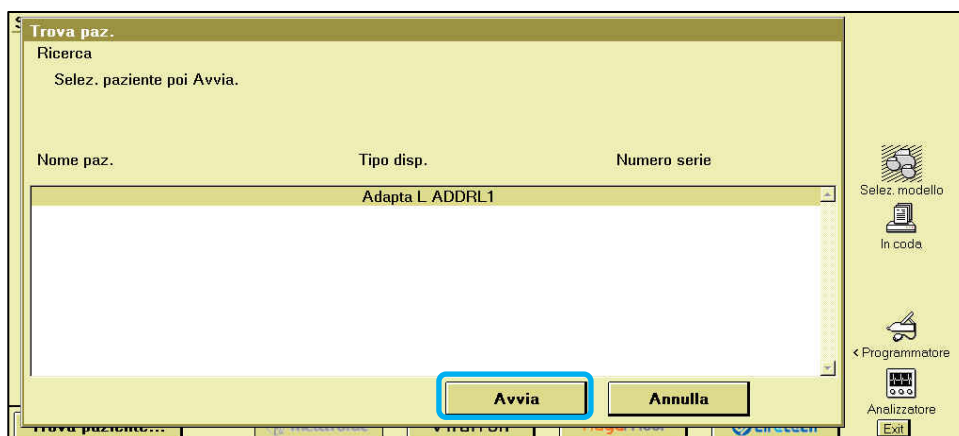 Trova paz.
Ricerca
Selez. paziente poi Avvia.
Nome paz. Tipo disp. Numero serie
Adapta L ADDRL1
Avvia Annulla
Selez. modello
In coda
< Programmatore
Analizzatore
Exit
Trova paziente...